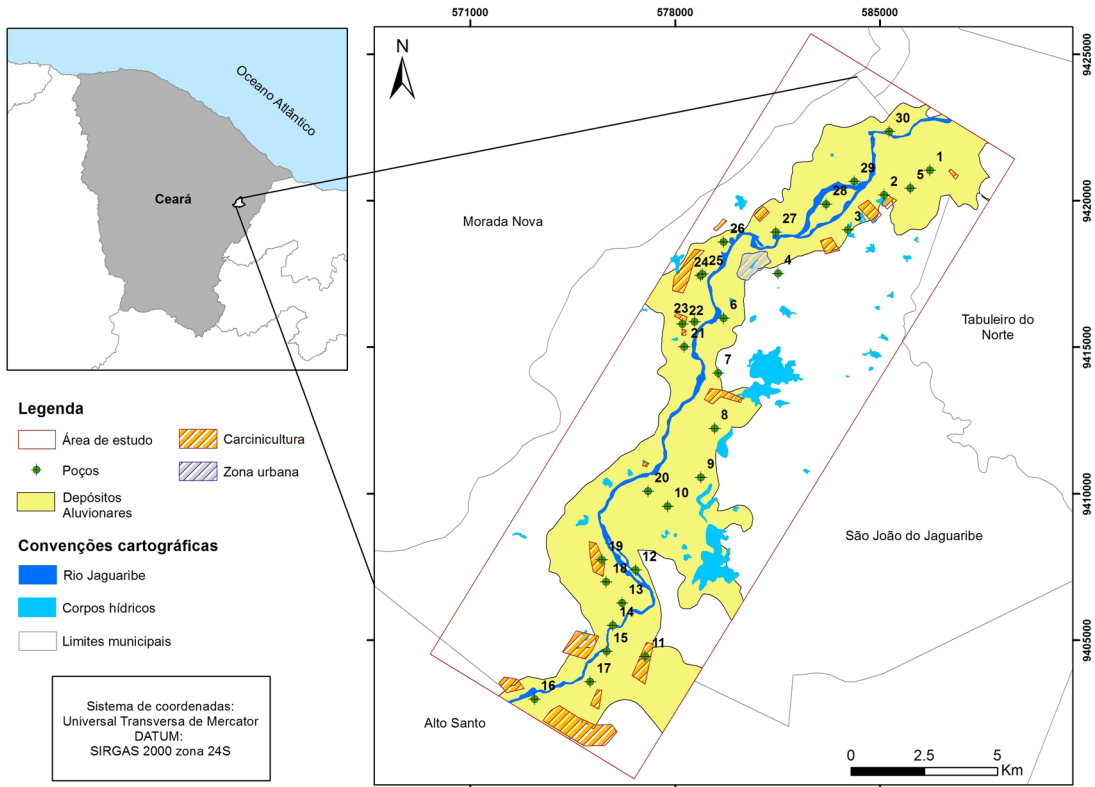 571000
578000
585000
9425000
9420000
9415000
9410000
9405000
Oceano Atlântico
Ceará
N
Morada Nova
Tabuleiro do
Norte
São João do Jaguaribe
Alto Santo
30
1
29
5
2
28
3
27
26
4
25
24
6
23
22
21
7
8
9
20
10
19
12
18
13
14
15
11
17
16
Legenda
Área de estudo
Carcinicultura
Poços
Zona urbana
Depósitos
Aluvionares
Convenções cartográficas
Rio Jaguaribe
Corpos hídricos
Limites municipais
Sistema de coordenadas:
Universal Transversa de Mercator
DATUM:
SIRGAS 2000 zona 24S
0 2.5 5
Km